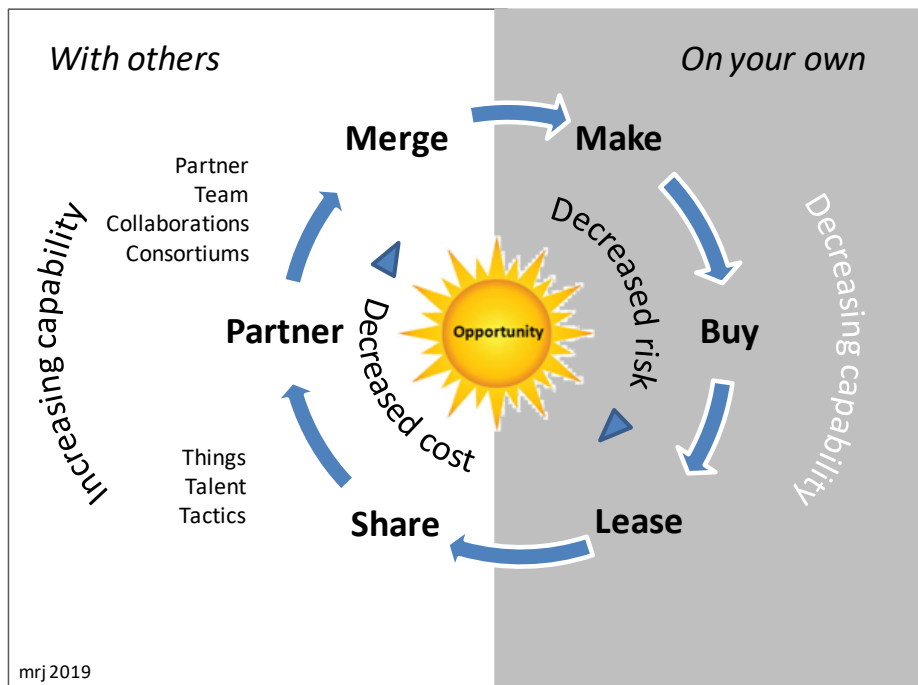 With others
On your own
Merge
Make
Partner
Team
Collaborations
Consortiums
Increasing capability
Decreased risk
Decreasing capability
Partner
Decreased cost
Opportunity
Buy
Things
Talent
Tactics
Share
Lease
mrj 2019